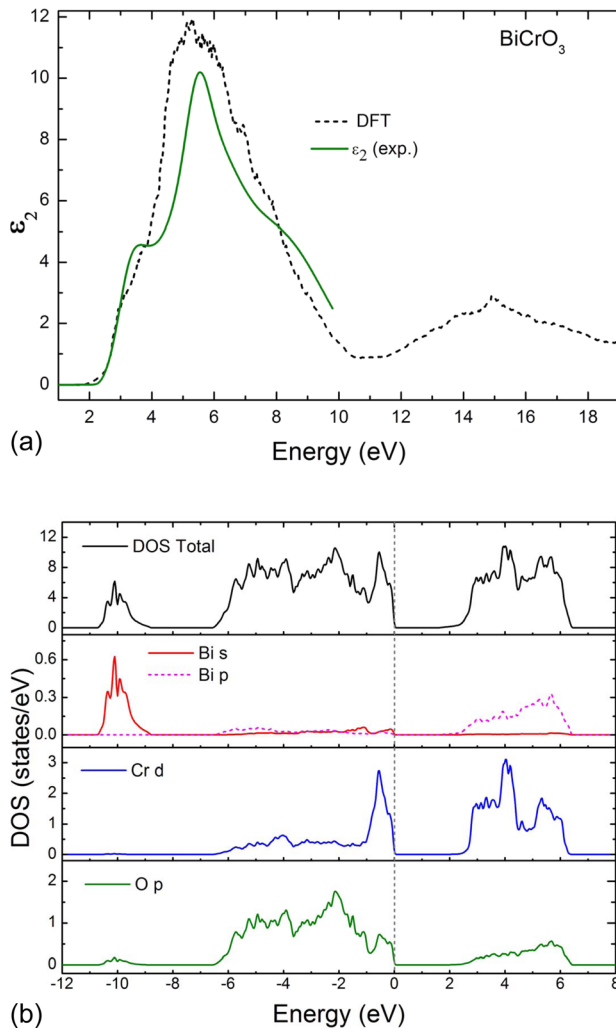 BiCrO₃
12
10
8
6
4
2
0
ε₂
DFT
ε₂ (exp.)
2 4 6 8 10 12 14 16 18
Energy (eV)
(a)
12
8
4
0
DOS Total
0.6
0.3
0.0
Bi s
Bi p
DOS (states/eV)
3
2
1
0
Cr d
2
1
0
O p
-12 -10 -8 -6 -4 -2 0 2 4 6 8
Energy (eV)
(b)